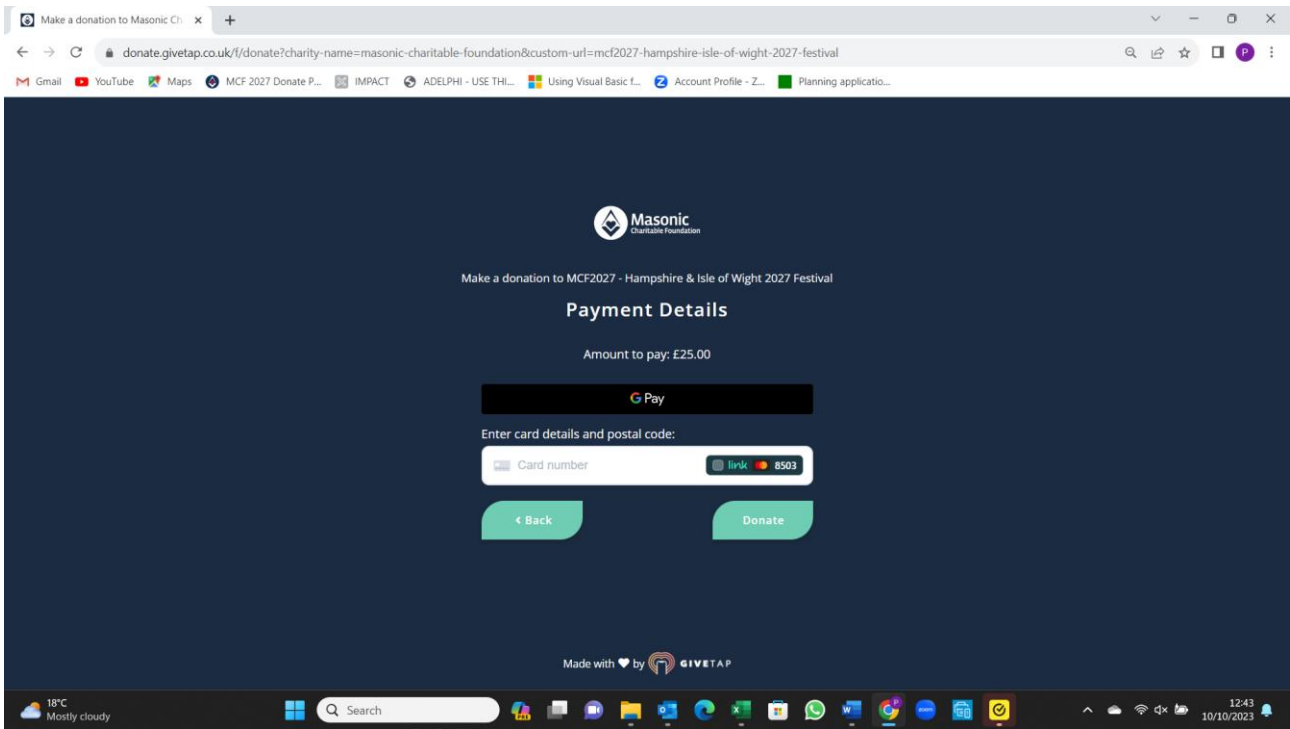 Make a donation to Masonic Ch
donate.givetap.co.uk/f/donate?charity-name=masonic-charitable-foundation&custom-url=mcf2027-hampshire-isle-of-wight-2027-festival
P
Gmail YouTube Maps MCF 2027 Donate P... IMPACT ADELPHI - USE THI... Using Visual Basic f... Account Profile - Z... Planning applicatio...
Masonic
Charitable Foundation
Make a donation to MCF2027 - Hampshire & Isle of Wight 2027 Festival
Payment Details
Amount to pay: £25.00
G Pay
Enter card details and postal code:
Card number link 8503
< Back Donate
Made with ♥ by GIVETAP
18°C
Mostly cloudy
Search
zoom
12:43
10/10/2023